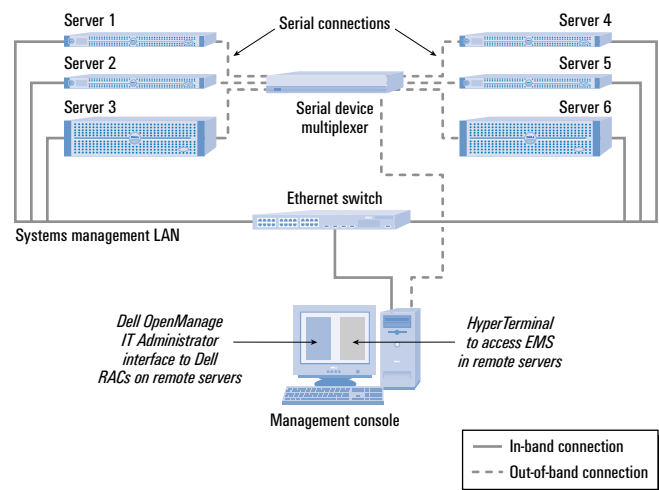 Server 1
Serial connections
Server 4
Server 2
Server 5
Server 3
Serial device
multiplexer
Server 6
Ethernet switch
Systems management LAN
Dell OpenManage
IT Administrator
interface to Dell
RACs on remote servers
HyperTerminal
to access EMS
in remote servers
Management console
In-band connection
Out-of-band connection